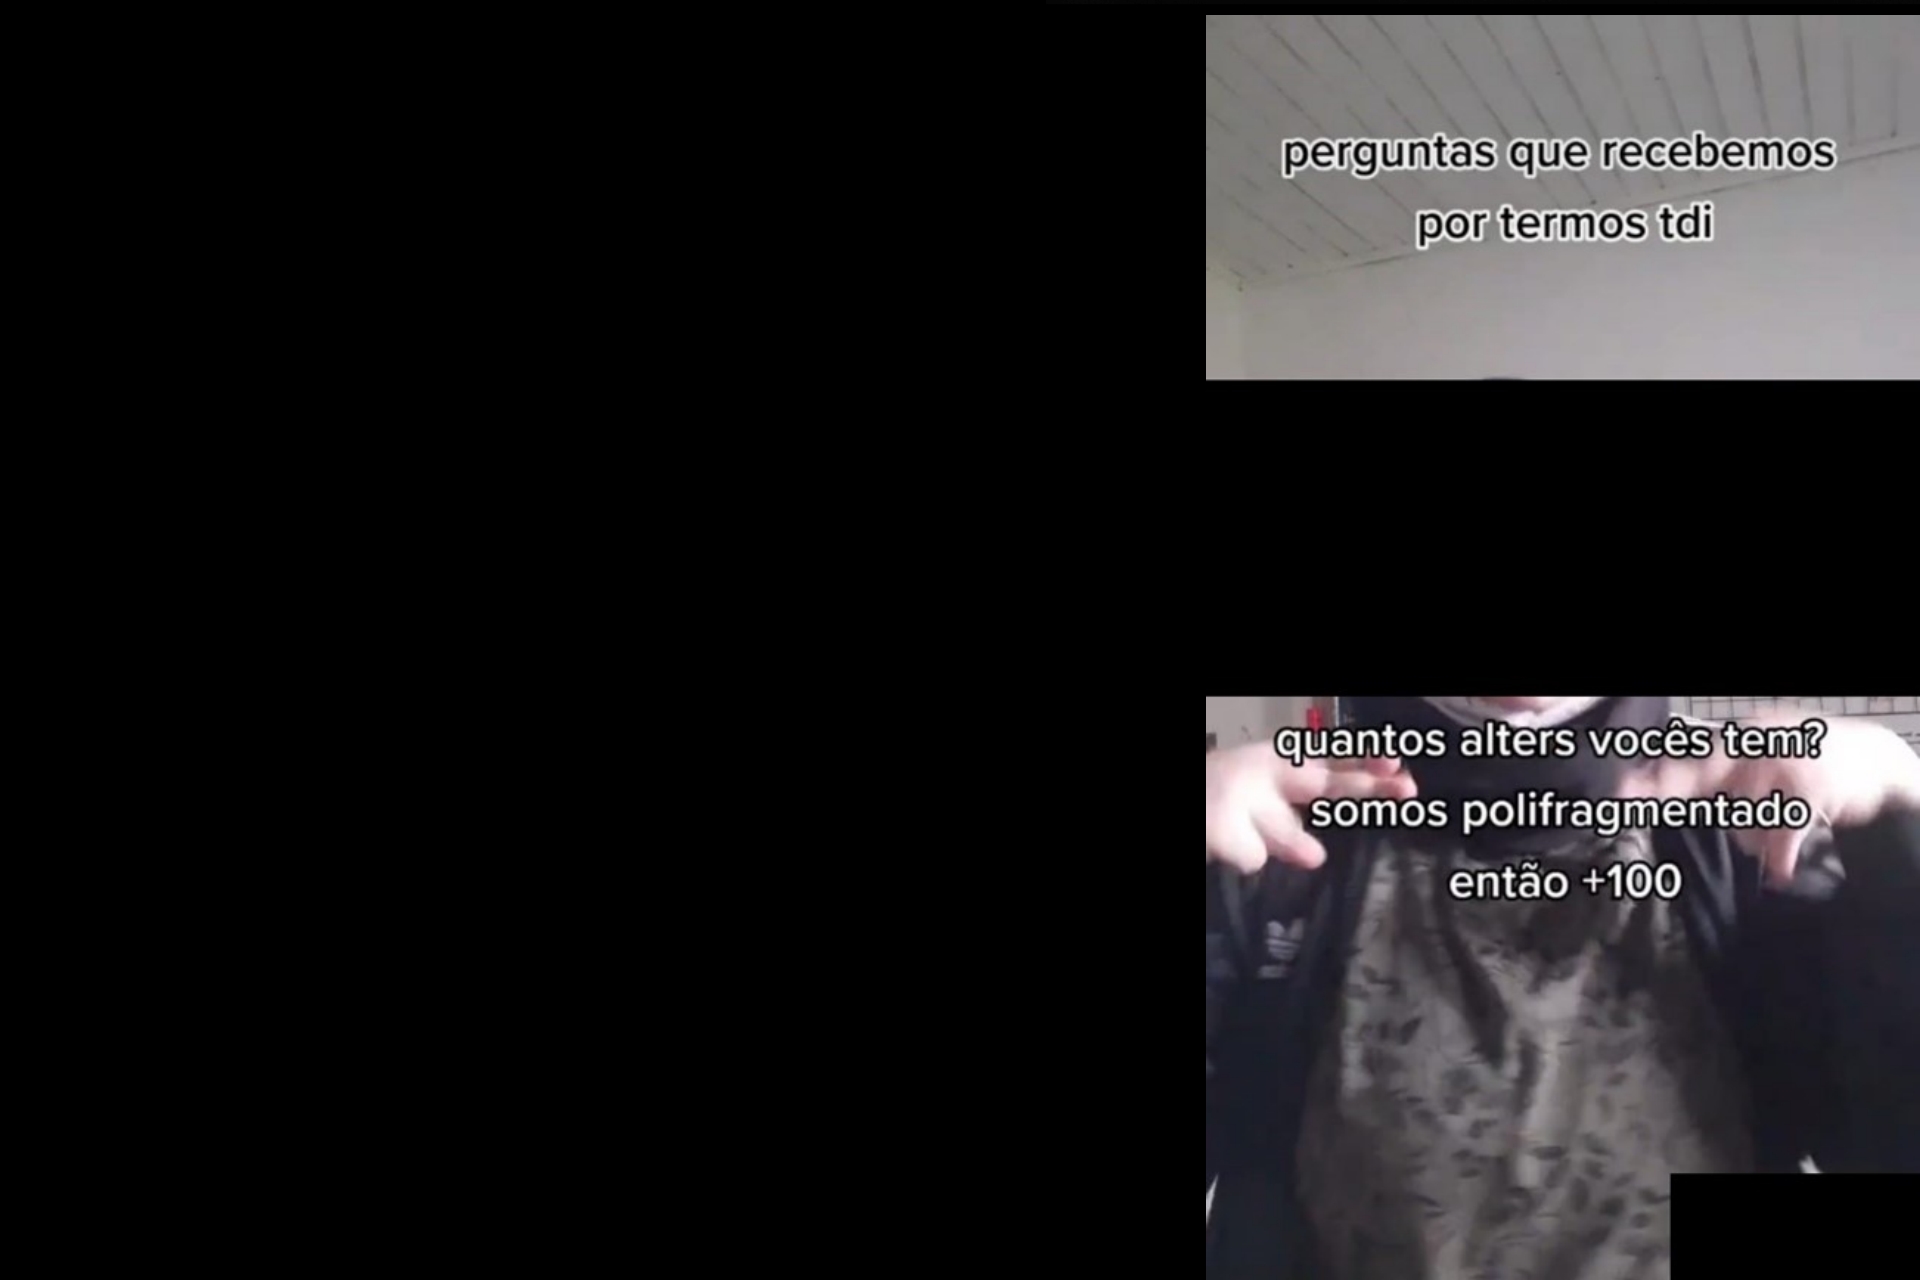 perguntas que recebemos
por termos tdi
quantos alters vocês tem?
somos polifragmentado
então +100